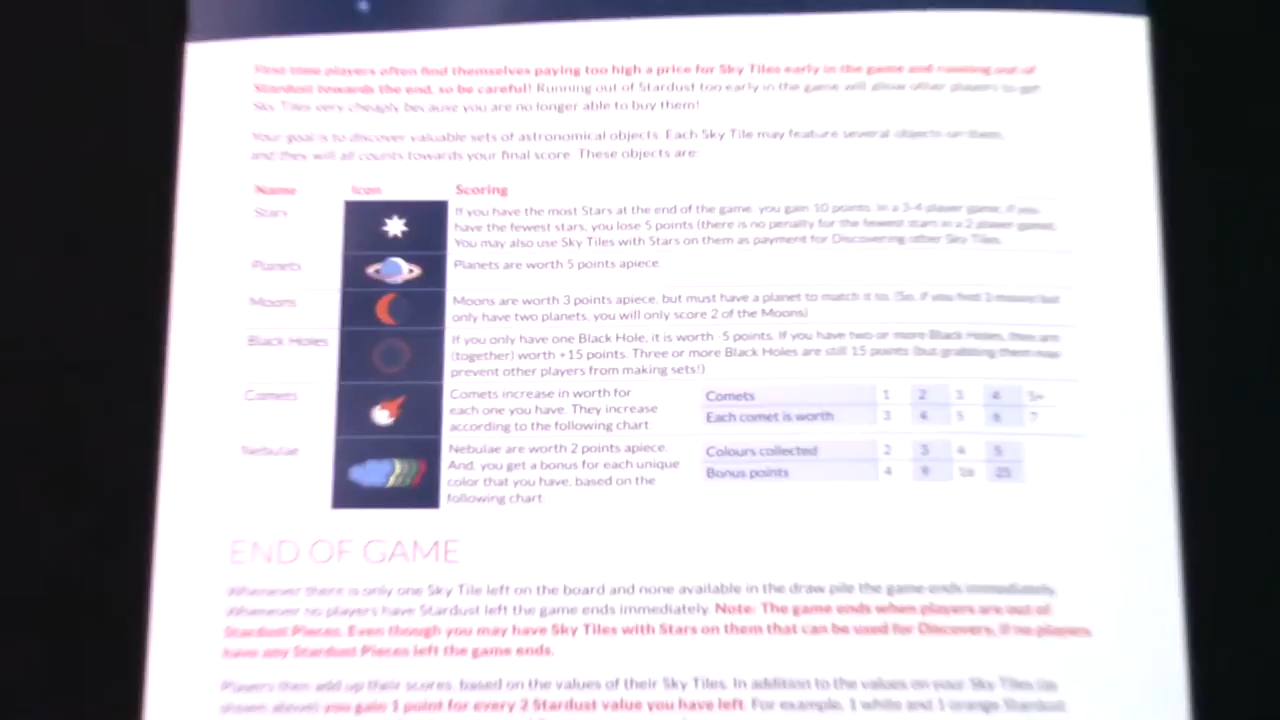 First time players often find themselves paying too high a price for Sky Tiles early in the game and running out of
Stardust towards the end, so be careful! Running out of Stardust too early in the game will allow other players to get
Sky Tiles very cheaply because you are no longer able to buy them!
Your goal is to discover valuable sets of astronomical objects. Each Sky Tile may feature several objects on them,
and they will all counts towards your final score. These objects are:
Name Icon Scoring
Stars If you have the most Stars at the end of the game, you gain 10 points. In a 3-4 player game, if you
have the fewest stars, you lose 5 points (there is no penalty for the fewest stars in a 2 player game).
You may also use Sky Tiles with Stars on them as payment for Discovering other Sky Tiles.
Planets Planets are worth 5 points apiece
Moons Moons are worth 3 points apiece, but must have a planet to match it to. (So, if you have 3 moons but
only have two planets, you will only score 2 of the Moons)
Black Holes If you only have one Black Hole, it is worth -5 points. If you have two or more Black Holes, they are
(together) worth +15 points. Three or more Black Holes are still 15 points (but grabbing them may
prevent other players from making sets!)
Comets Comets increase in worth for
each one you have. They increase
according to the following chart
Comets 1 2 3 4 5+
Each comet is worth 3 4 5 6 7
Nebulae Nebulae are worth 2 points apiece.
And, you get a bonus for each unique
color that you have, based on the
following chart
Colours collected 2 3 4 5
Bonus points 4 9
END OF GAME
Whenever there is only one Sky Tile left on the board and none available in the draw pile the game ends immediately.
Whenever no players have Stardust left the game ends immediately. Note: The game ends when players are out of
Stardust Pieces. Even though you may have Sky Tiles with Stars on them that can be used for Discovery, if no players
have any Stardust Pieces left the game ends.
Players then add up their scores, based on the values of their Sky Tiles. In addition to the values on your Sky Tiles (as
shown above) you gain 1 point for every 2 Stardust value you have left. For example, 1 white and 1 orange Stardust